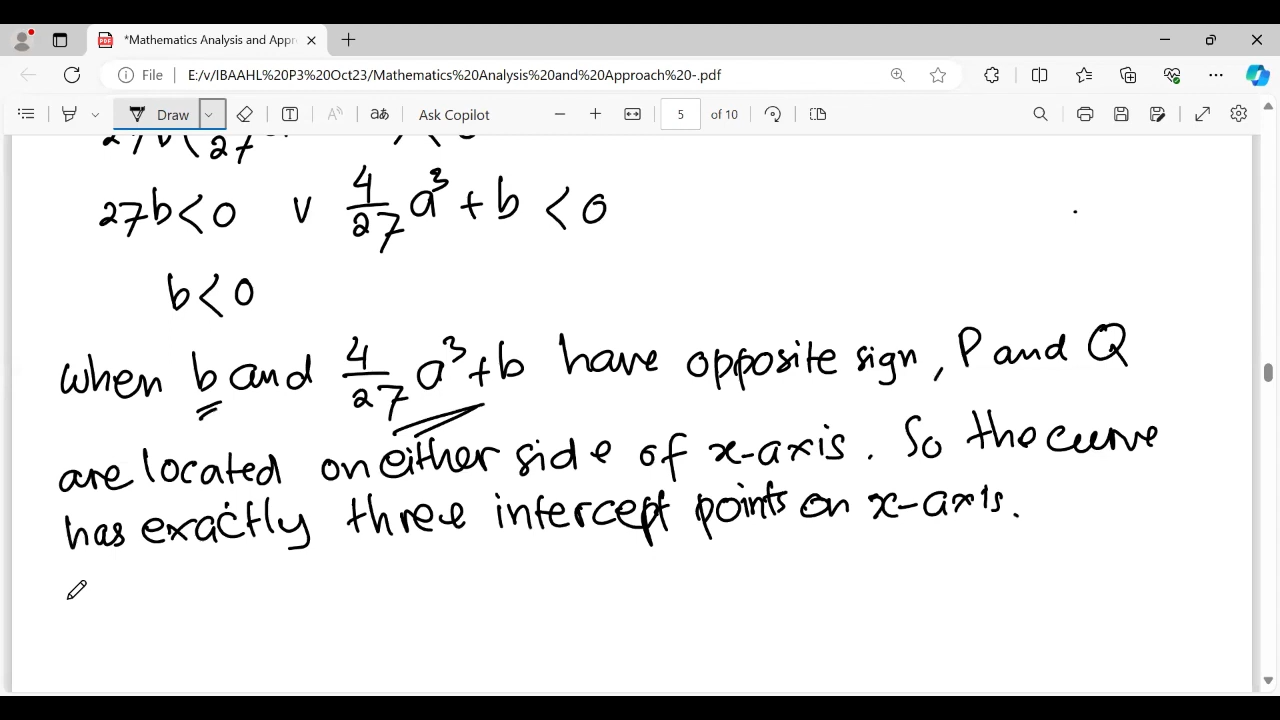 *Mathematics Analysis and Appr
File E:/v/IBAAHL%20P3%20Oct23/Mathematics%20Analysis%20and%20Approach%20-.pdf
Draw Ask Copilot 5 of 10
27b<0 v 4/27 a³ + b < 0
b<0
when b and 4/27 a³+b have opposite sign, P and Q
are located on either side of x-axis. So the curve
has exactly three intercept points on x-axis.